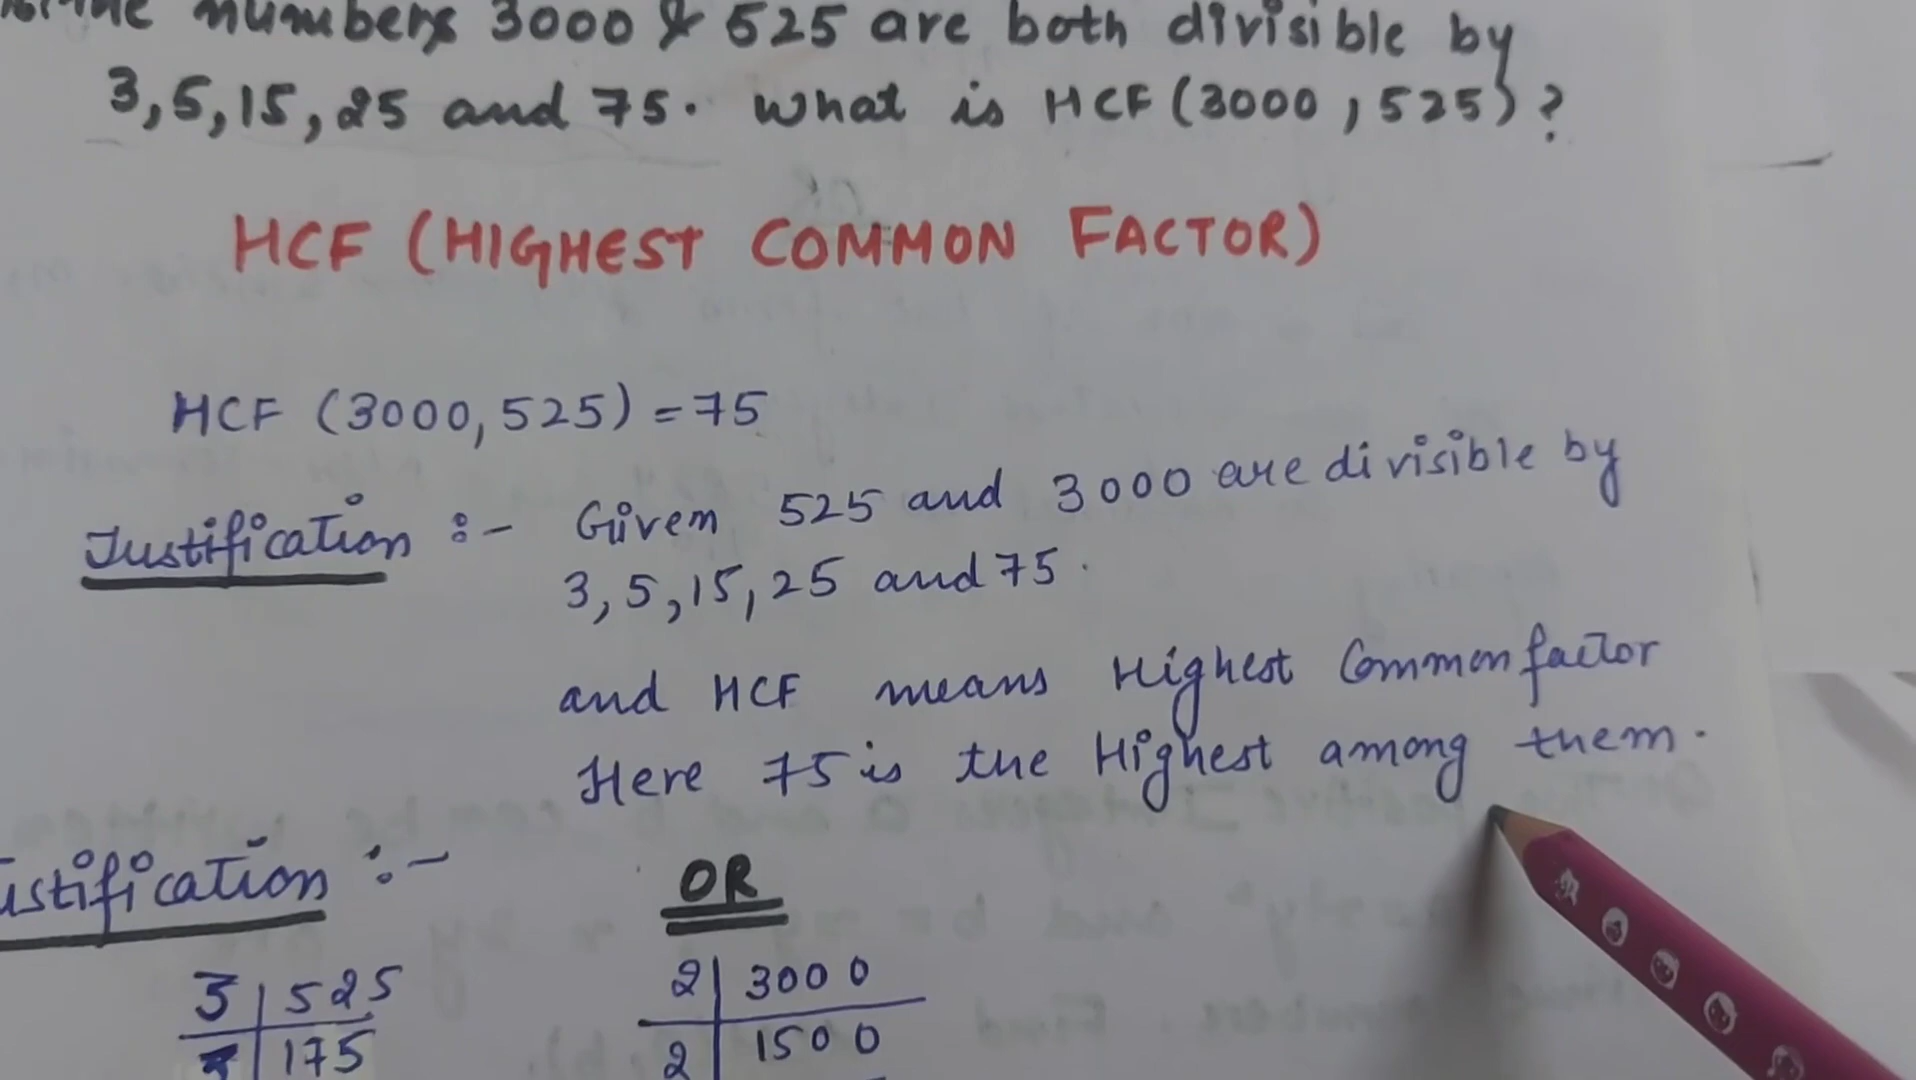 numbers 3000 & 525 are both divisible by
3,5,15,25 and 75. What is HCF (3000,525)?
HCF (HIGHEST COMMON FACTOR)
HCF (3000,525) = 75
Justification :- Given 525 and 3000 are divisible by
3,5,15,25 and 75.
and HCF means Highest Common factor
Here 75 is the Highest among them.
ustification :-
OR
3 | 525
175
2 | 3000
2 | 1500